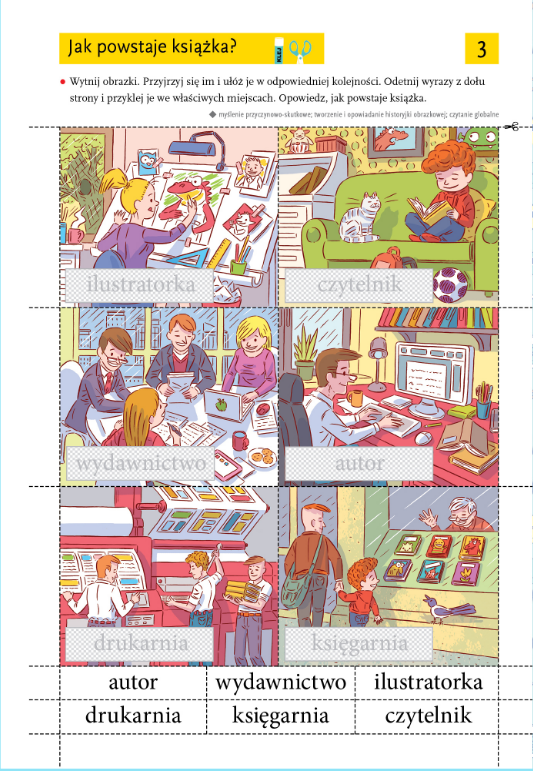 Jak powstaje książka?
KLEJ
3
Wytnij obrazki. Przyjrzyj się im i ułóż je w odpowiedniej kolejności. Odetnij wyrazy z dołu
strony i przyklej je we właściwych miejscach. Opowiedz, jak powstaje książka.
myślenie przyczynowo-skutkowe; tworzenie i opowiadanie historyjki obrazkowej; czytanie globalne
ilustratorka
czytelnik
wydawnictwo
autor
drukarnia
księgarnia
autor
wydawnictwo
ilustratorka
drukarnia
księgarnia
czytelnik